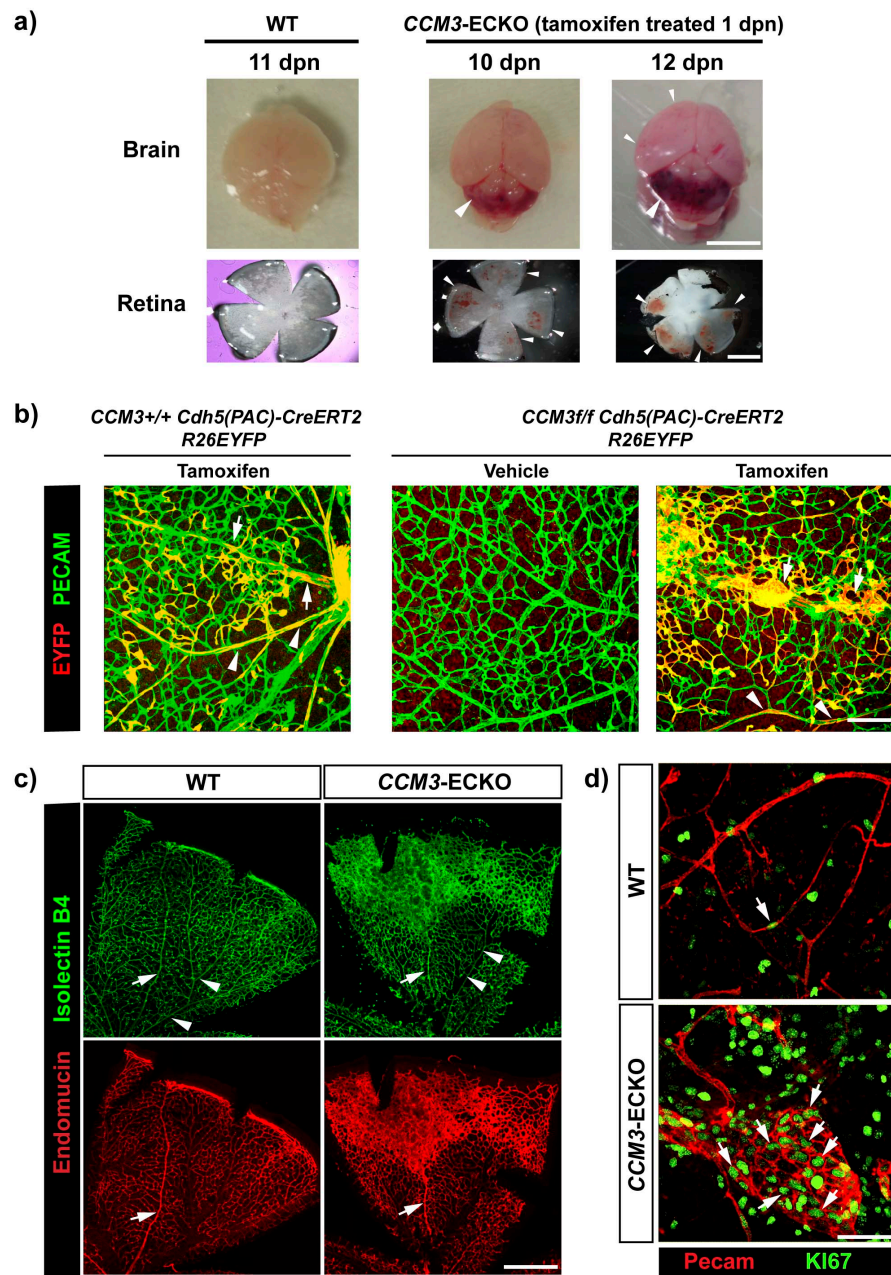 a)
WT
CCM3-ECKO (tamoxifen treated 1 dpn)
11 dpn
10 dpn
12 dpn
Brain
Retina
b)
CCM3+/+ Cdh5(PAC)-CreERT2
R26EYFP
CCM3f/f Cdh5(PAC)-CreERT2
R26EYFP
Tamoxifen
Vehicle
Tamoxifen
EYFP PECAM
c)
WT
CCM3-ECKO
Isolectin B4
Endomucin
d)
WT
CCM3-ECKO
Pecam KI67